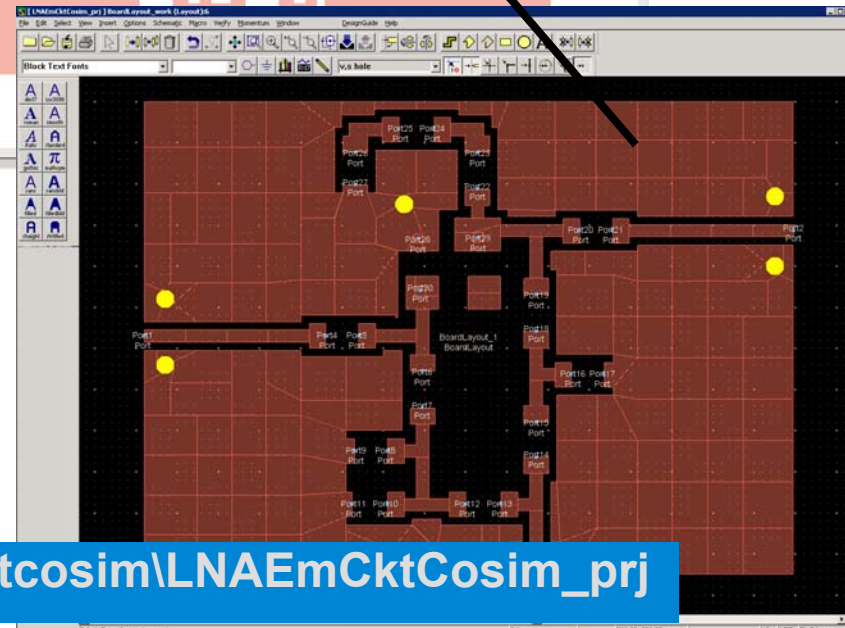 [ LNAEmCktCosim_prj ] BoardLayout_work (Layout):6
File Edit Select View Insert Options Schematic Macro Verify Momentum Window DesignGuide Help
Block Text Fonts
v,s hole
Port25 Port24
Port Port
Port26 Port23
Port Port
Port27 Port22
Port Port
Port28 Port29
Port Port
Port20 Port21
Port Port
Port2
Port
Port30
Port
Port19
Port
Port1
Port
Port4 Port5
Port Port
Port18
Port
BoardLayout_1
BoardLayout
Port6
Port
Port16 Port17
Port Port
Port7
Port
Port15
Port
Port9 Port8
Port Port
Port14
Port
Port11 Port10
Port Port
Port12 Port13
Port Port
tcosim\LNAEmCktCosim_prj